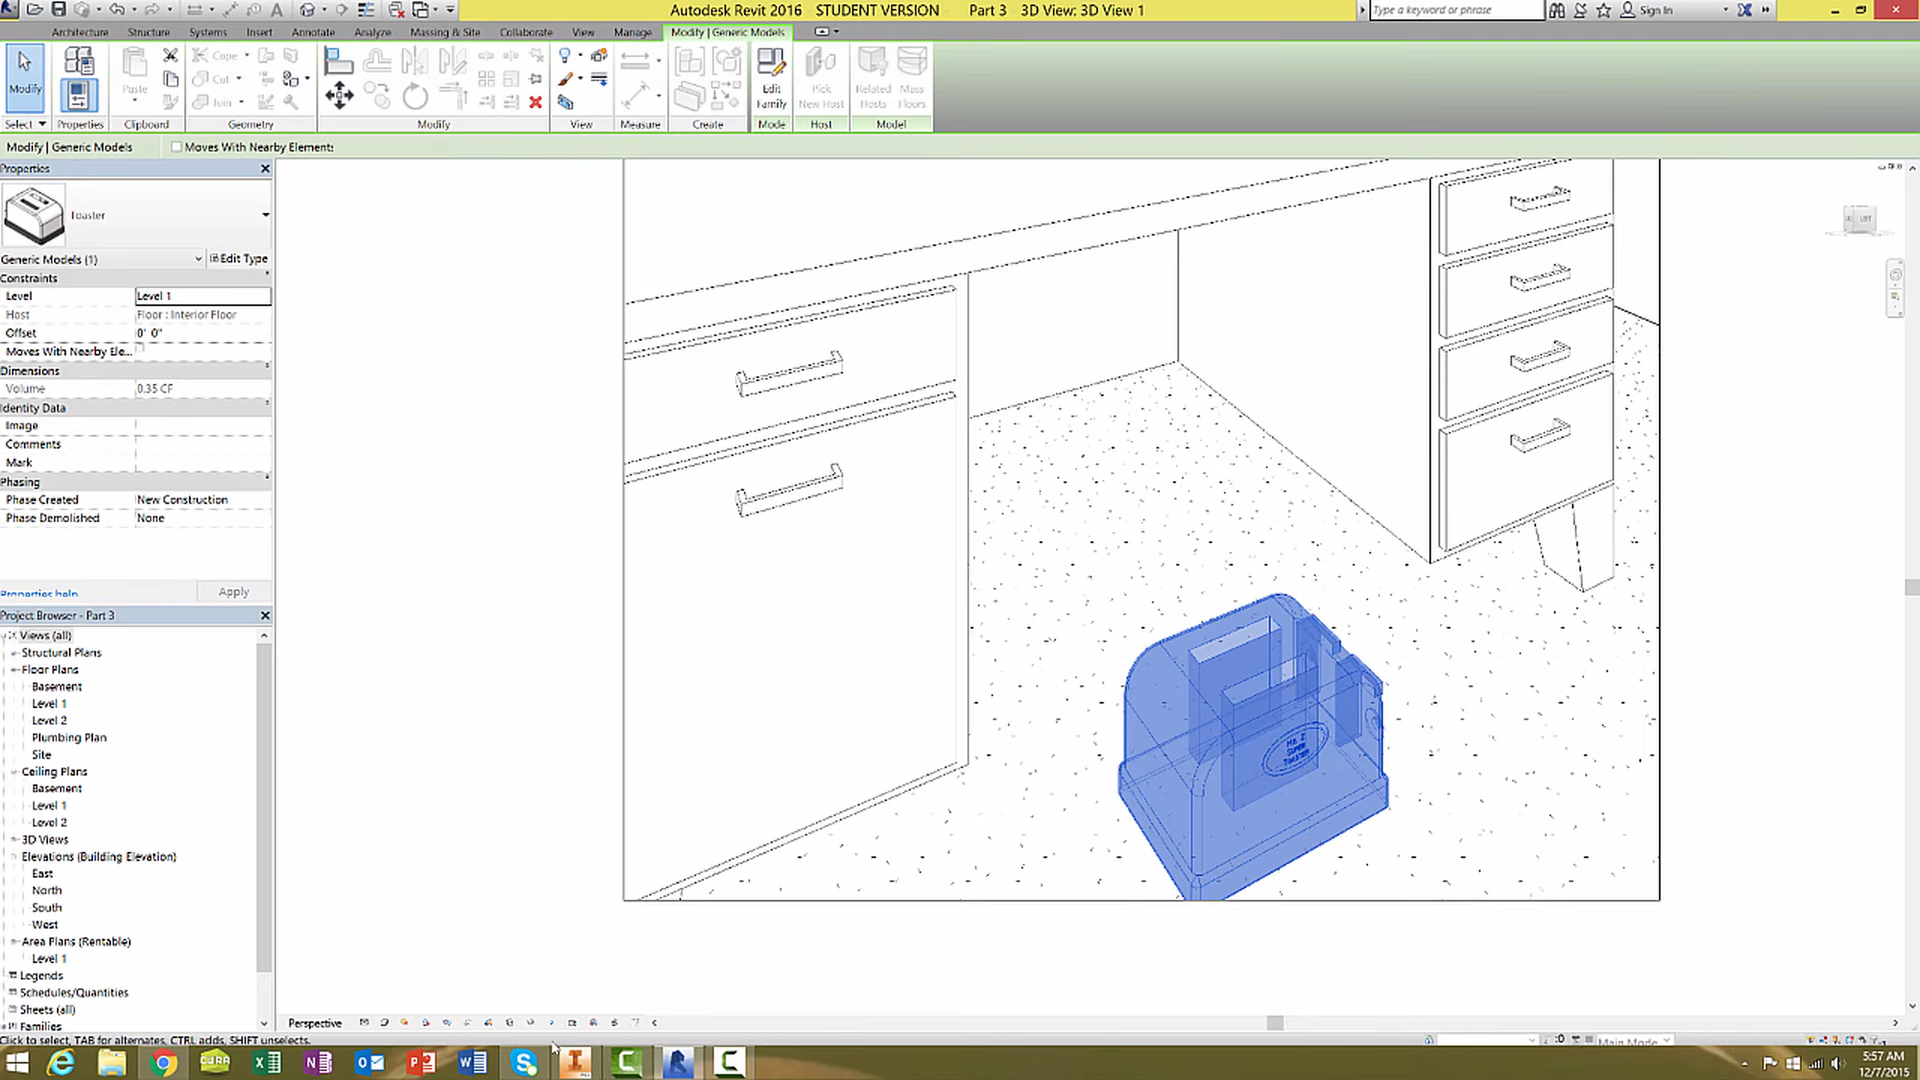 Autodesk Revit 2016 STUDENT VERSION Part 3 3D View: 3D View 1
Type a keyword or phrase
Sign In
Architecture Structure Systems Insert Annotate Analyze Massing & Site Collaborate View Manage Modify | Generic Models
Modify
Paste
Cope
Cut
Join
Edit Family
Pick New Host
Related Hosts
Mass Floors
Select Properties Clipboard Geometry Modify View Measure Create Mode Host Model
Modify | Generic Models Moves With Nearby Elements
Properties
Toaster
Generic Models (1) Edit Type
Constraints
Level Level 1
Host Floor : Interior Floor
Offset 0' 0"
Moves With Nearby Ele...
Dimensions
Volume 0.35 CF
Identity Data
Image
Comments
Mark
Phasing
Phase Created New Construction
Phase Demolished None
Properties help Apply
Project Browser - Part 3
Views (all)
Structural Plans
Floor Plans
Basement
Level 1
Level 2
Plumbing Plan
Site
Ceiling Plans
Basement
Level 1
Level 2
3D Views
Elevations (Building Elevation)
East
North
South
West
Area Plans (Rentable)
Level 1
Legends
Schedules/Quantities
Sheets (all)
Families
LEFT
SUPER
TOASTER
Perspective
Click to select, TAB for alternates, CTRL adds, SHIFT unselects.
:0 Main Mode
CURA
5:57 AM
12/7/2015